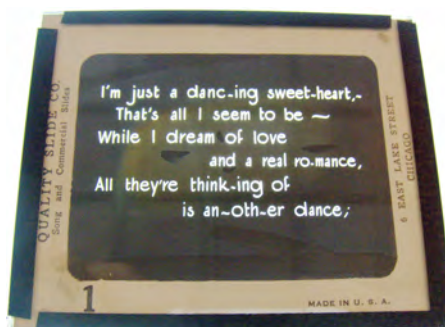 I'm just a danc-ing sweet-heart,-
That's all I seem to be ~
While I dream of love
and a real ro-mance,
All they're think-ing of
is an-oth-er dance;
QUALITY SLIDE CO.
Song and Commercial Slides
6 EAST LAKE STREET
CHICAGO
1
MADE IN U. S. A.